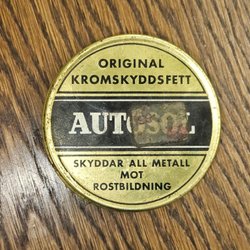 ORIGINAL
KROMSKYDDSFETT
AUTOSOL
SKYDDAR ALL METALL
MOT
ROSTBILDNING